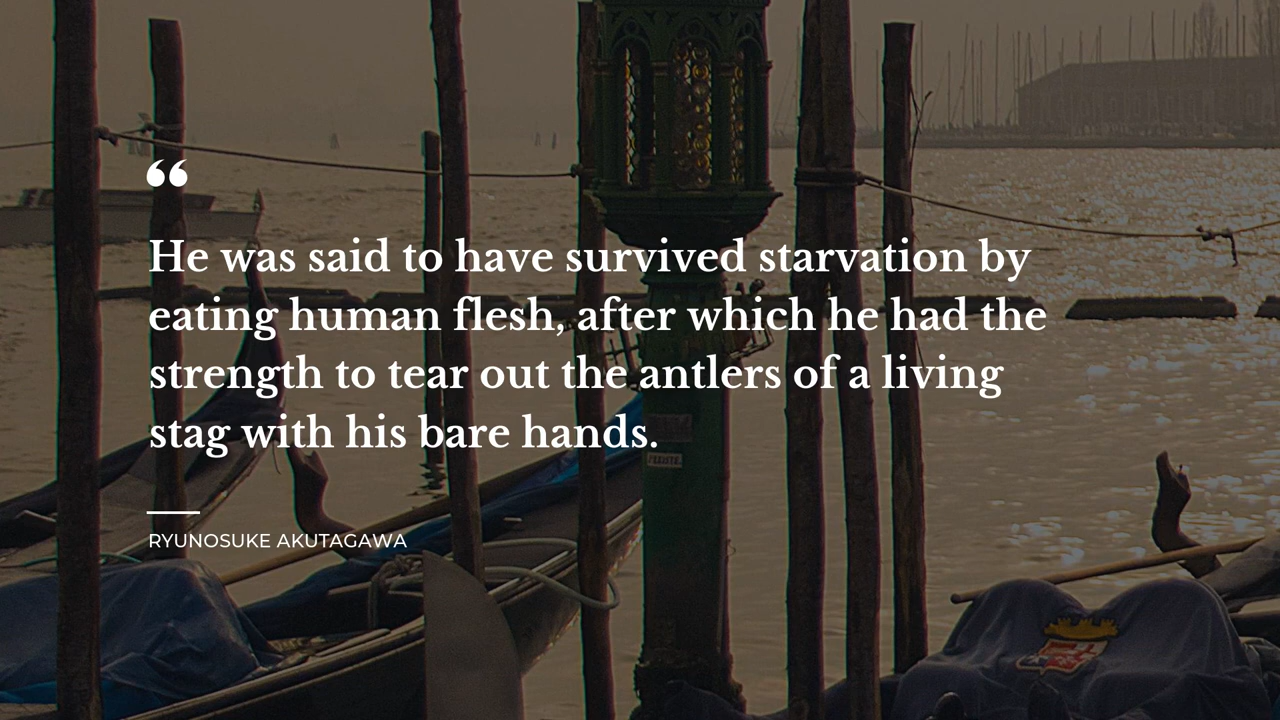 “
He was said to have survived starvation by
eating human flesh, after which he had the
strength to tear out the antlers of a living
stag with his bare hands.
RYUNOSUKE AKUTAGAWA